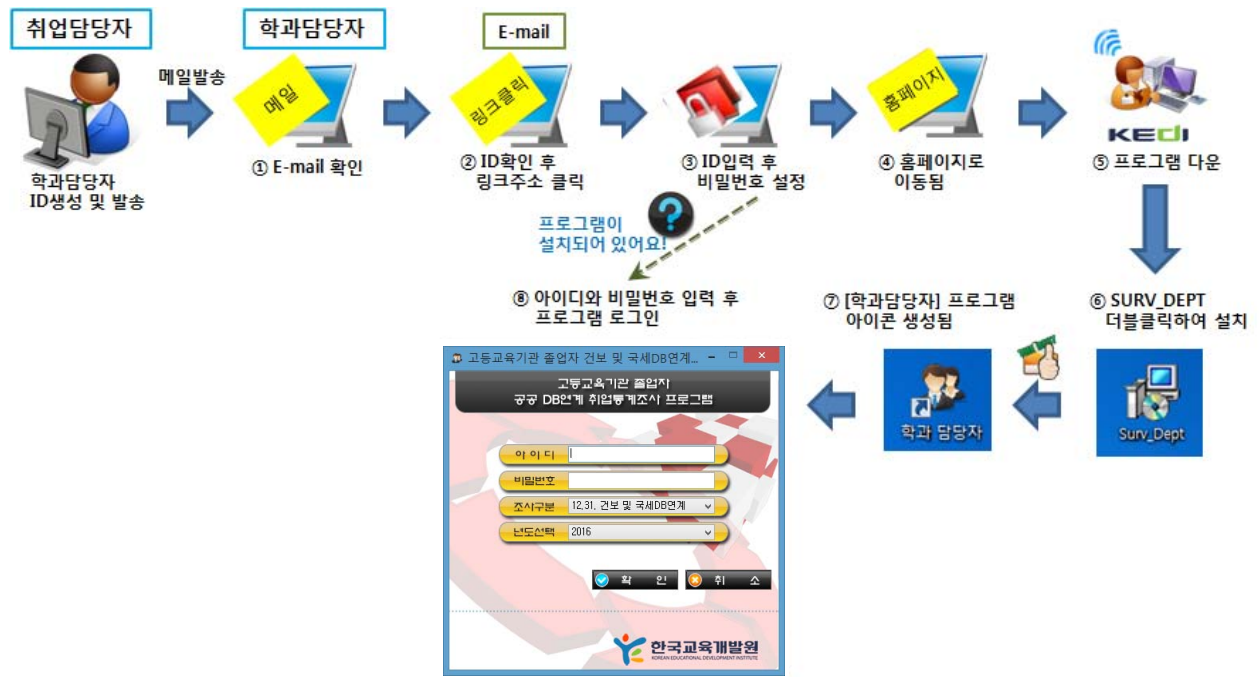 취업담당자
학과담당자
E-mail
메일발송
메일
링크클릭
홈페이지
KEDI
학과담당자
ID생성 및 발송
① E-mail 확인
② ID확인 후
링크주소 클릭
③ ID입력 후
비밀번호 설정
④ 홈페이지로
이동됨
⑤ 프로그램 다운
프로그램이
설치되어 있어요!
?
⑧ 아이디와 비밀번호 입력 후
프로그램 로그인
⑦ [학과담당자] 프로그램
아이콘 생성됨
⑥ SURV_DEPT
더블클릭하여 설치
학과 담당자
Surv_Dept
고등교육기관 졸업자 건보 및 국세DB연계...
고등교육기관 졸업자
공공 DB연계 취업통계조사 프로그램
아이디
비밀번호
조사구분 12.31. 건보 및 국세DB연계
년도선택 2016
확 인 취 소
한국교육개발원
KOREAN EDUCATIONAL DEVELOPMENT INSTITUTE